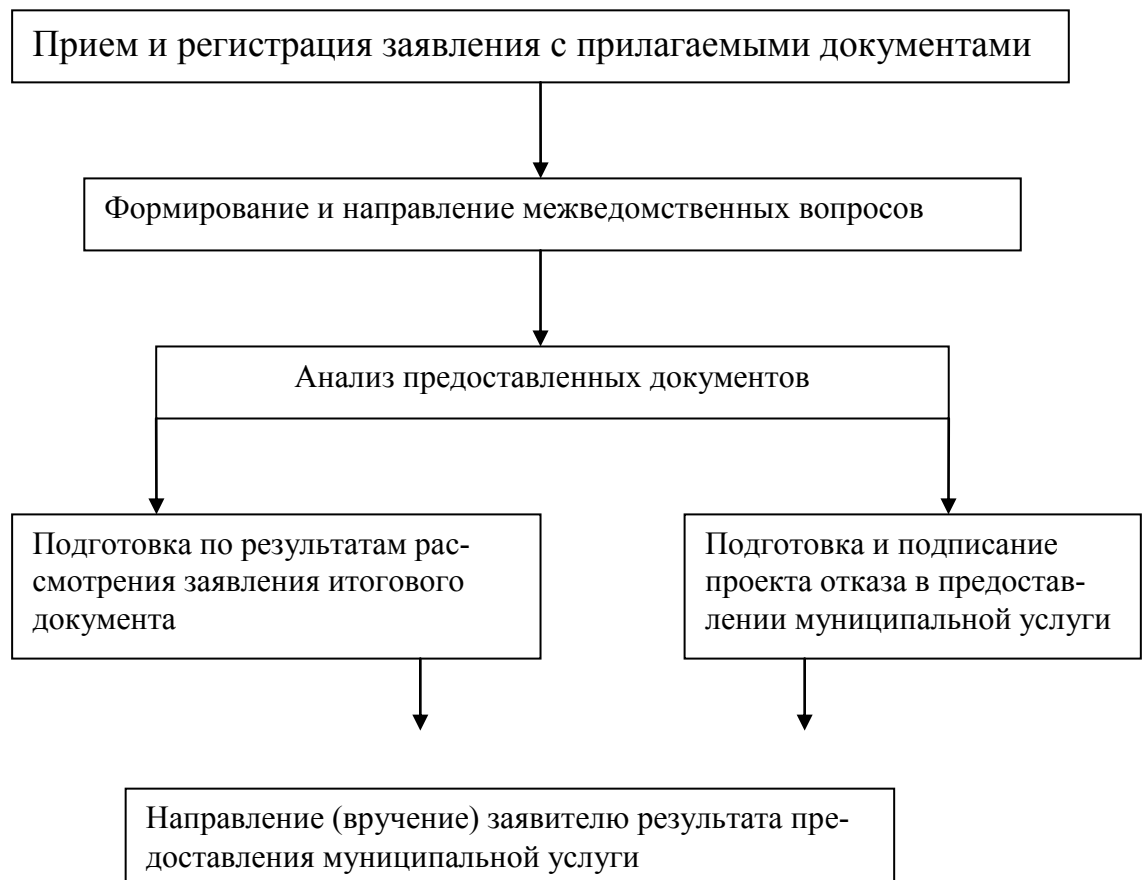 Прием и регистрация заявления с прилагаемыми документами
Формирование и направление межведомственных вопросов
Анализ предоставленных документов
Подготовка по результатам рас-
смотрения заявления итогового
документа
Подготовка и подписание
проекта отказа в предостав-
лении муниципальной услуги
Направление (вручение) заявителю результата пре-
доставления муниципальной услуги